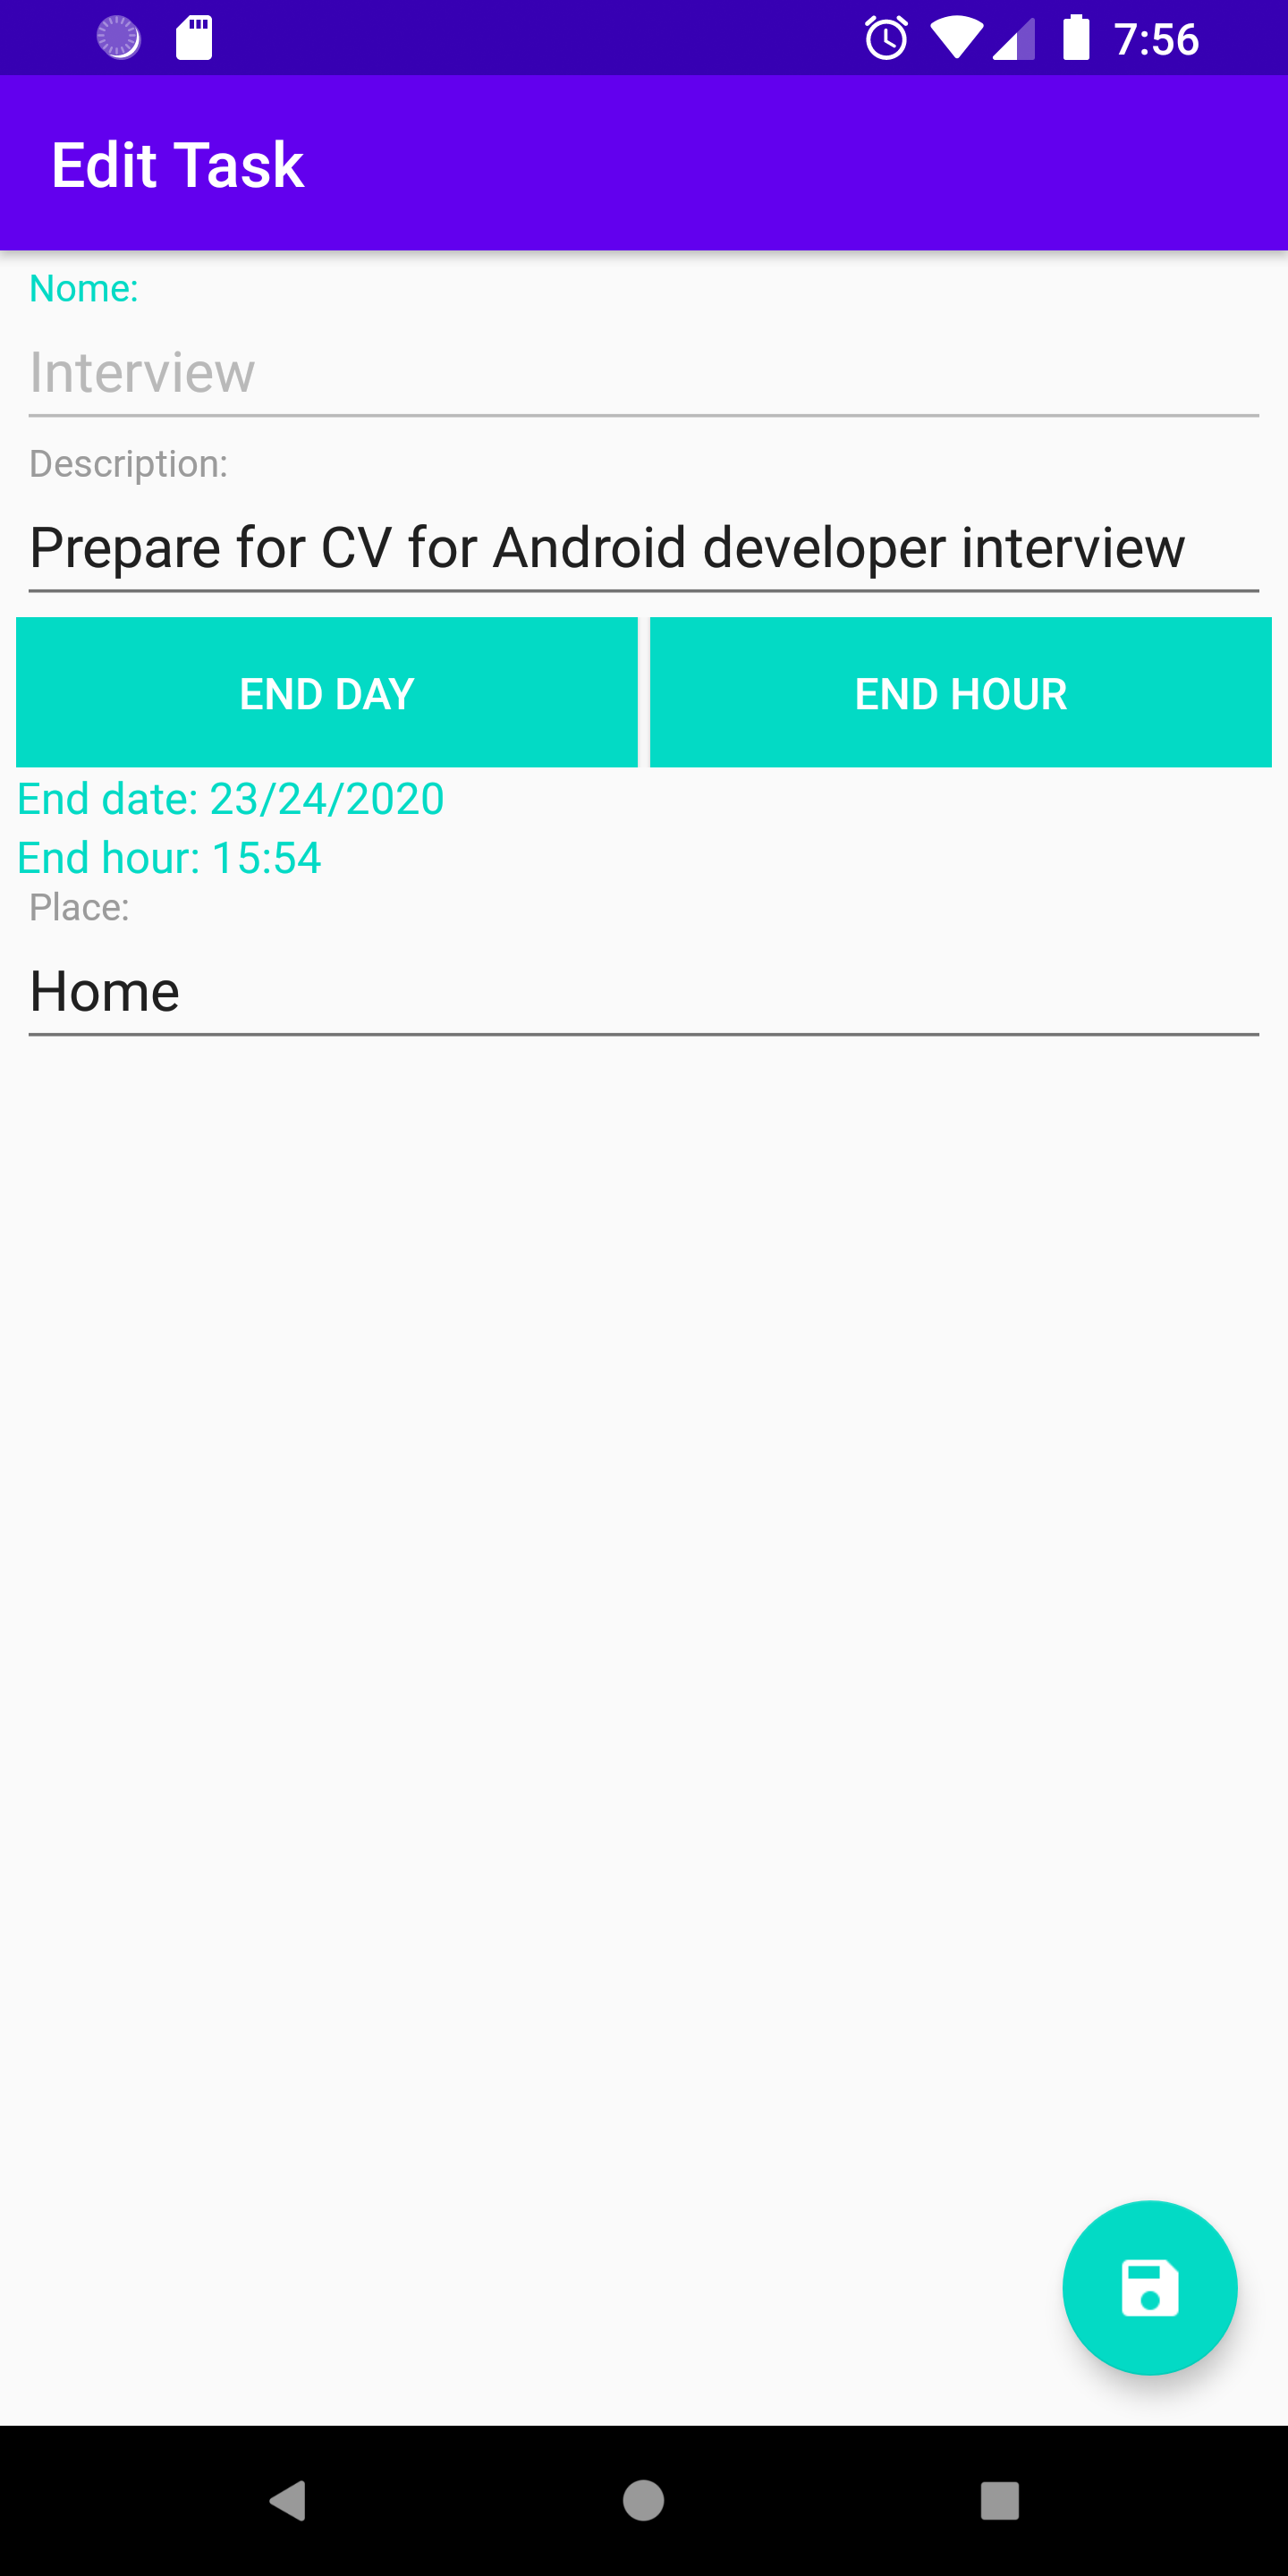 7:56
Edit Task
Nome:
Interview
Description:
Prepare for CV for Android developer interview
END DAY END HOUR
End date: 23/24/2020
End hour: 15:54
Place:
Home